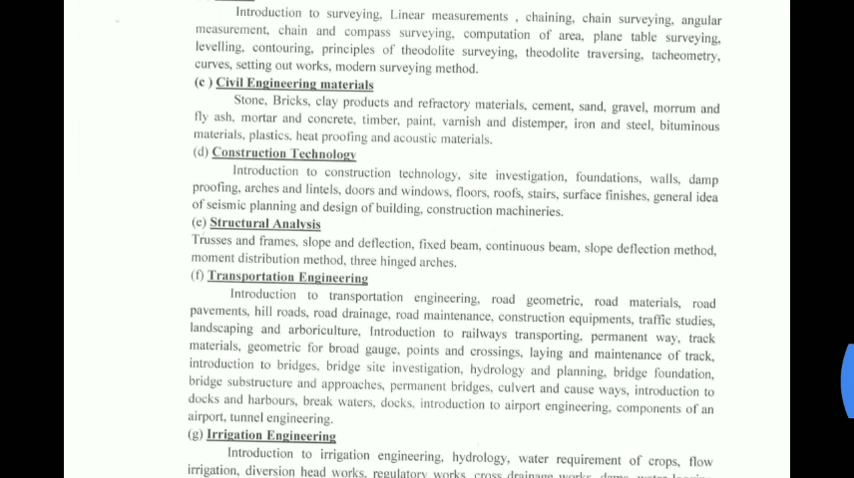 Introduction to surveying, Linear measurements , chaining, chain surveying, angular
measurement, chain and compass surveying, computation of area, plane table surveying,
levelling, contouring, principles of theodolite surveying, theodolite traversing, tacheometry,
curves, setting out works, modern surveying method.
(c ) Civil Engineering materials
Stone, Bricks, clay products and refractory materials, cement, sand, gravel, morrum and
fly ash, mortar and concrete, timber, paint, varnish and distemper, iron and steel, bituminous
materials, plastics, heat proofing and acoustic materials.
(d) Construction Technology
Introduction to construction technology, site investigation, foundations, walls, damp
proofing, arches and lintels, doors and windows, floors, roofs, stairs, surface finishes, general idea
of seismic planning and design of building, construction machineries.
(e) Structural Analysis
Trusses and frames, slope and deflection, fixed beam, continuous beam, slope deflection method,
moment distribution method, three hinged arches.
(f) Transportation Engineering
Introduction to transportation engineering, road geometric, road materials, road
pavements, hill roads, road drainage, road maintenance, construction equipments, traffic studies,
landscaping and arboriculture, Introduction to railways transporting, permanent way, track
materials, geometric for broad gauge, points and crossings, laying and maintenance of track,
introduction to bridges, bridge site investigation, hydrology and planning, bridge foundation,
bridge substructure and approaches, permanent bridges, culvert and cause ways, introduction to
docks and harbours, break waters, docks, introduction to airport engineering, components of an
airport, tunnel engineering.
(g) Irrigation Engineering
Introduction to irrigation engineering, hydrology, water requirement of crops, flow
irrigation, diversion head works, regulatory works, cross drainage works,